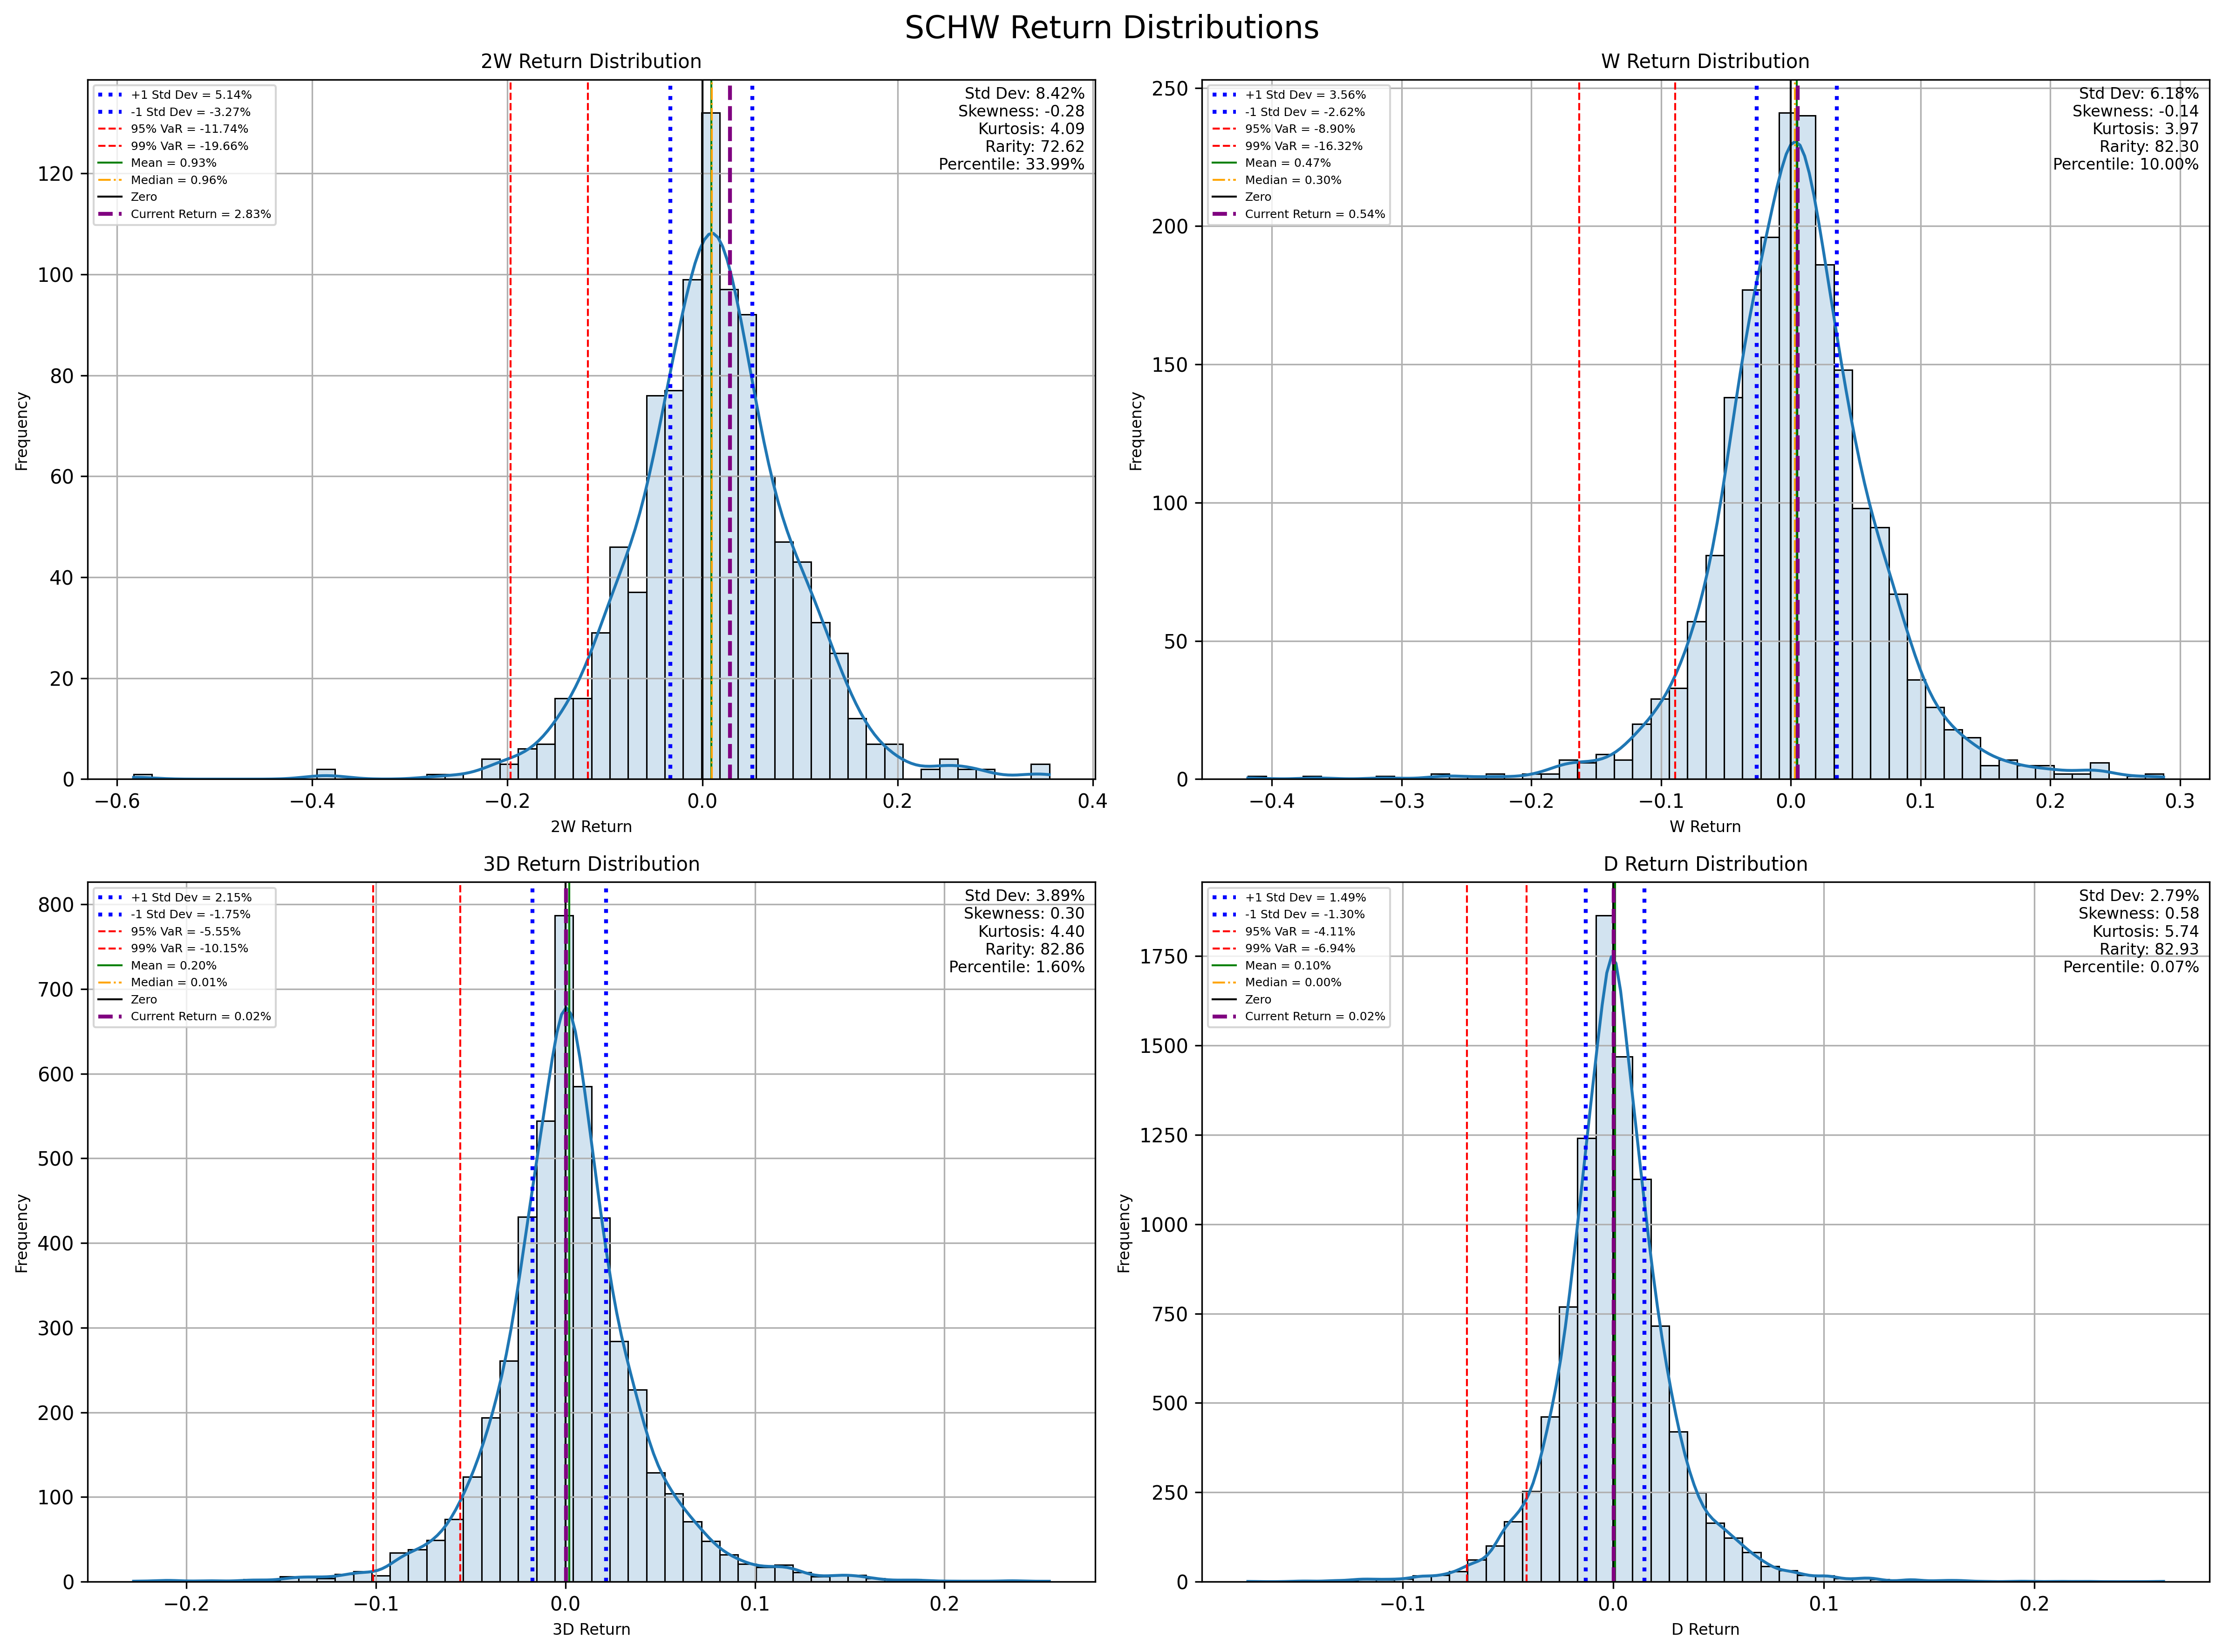 SCHW Return Distributions
2W Return Distribution
+1 Std Dev = 5.14%
-1 Std Dev = -3.27%
95% VaR = -11.74%
99% VaR = -19.66%
Mean = 0.93%
Median = 0.96%
Zero
Current Return = 2.83%
Std Dev: 8.42%
Skewness: -0.28
Kurtosis: 4.09
Rarity: 72.62
Percentile: 33.99%
120
100
80
60
40
20
0
Frequency
−0.6 −0.4 −0.2 0.0 0.2 0.4
2W Return
W Return Distribution
+1 Std Dev = 3.56%
-1 Std Dev = -2.62%
95% VaR = -8.90%
99% VaR = -16.32%
Mean = 0.47%
Median = 0.30%
Zero
Current Return = 0.54%
Std Dev: 6.18%
Skewness: -0.14
Kurtosis: 3.97
Rarity: 82.30
Percentile: 10.00%
250
200
150
100
50
0
Frequency
−0.4 −0.3 −0.2 −0.1 0.0 0.1 0.2 0.3
W Return
3D Return Distribution
+1 Std Dev = 2.15%
-1 Std Dev = -1.75%
95% VaR = -5.55%
99% VaR = -10.15%
Mean = 0.20%
Median = 0.01%
Zero
Current Return = 0.02%
Std Dev: 3.89%
Skewness: 0.30
Kurtosis: 4.40
Rarity: 82.86
Percentile: 1.60%
800
700
600
500
400
300
200
100
0
Frequency
−0.2 −0.1 0.0 0.1 0.2
3D Return
D Return Distribution
+1 Std Dev = 1.49%
-1 Std Dev = -1.30%
95% VaR = -4.11%
99% VaR = -6.94%
Mean = 0.10%
Median = 0.00%
Zero
Current Return = 0.02%
Std Dev: 2.79%
Skewness: 0.58
Kurtosis: 5.74
Rarity: 82.93
Percentile: 0.07%
1750
1500
1250
1000
750
500
250
0
Frequency
−0.1 0.0 0.1 0.2
D Return